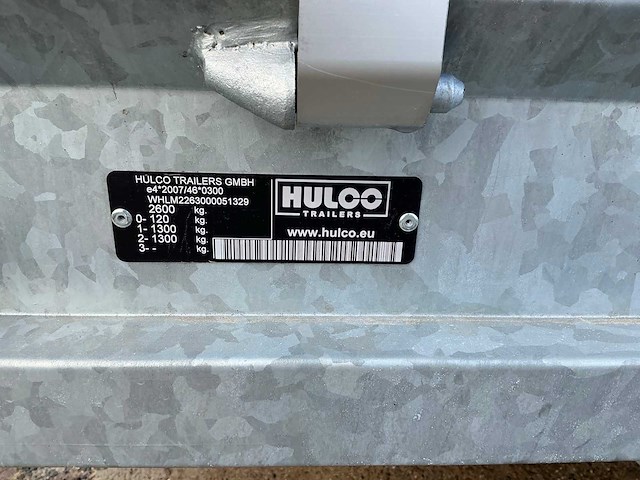 HULCO TRAILERS GMBH
e4*2007/46*0300
WHLM2263000051329
2600 kg.
0- 120 kg.
1- 1300 kg.
2- 1300 kg.
3- - kg.
HULCO
TRAILERS
www.hulco.eu